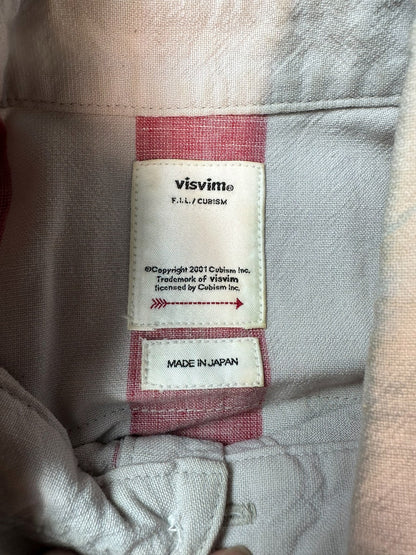 visvim®
F.I.L./CUBISM
©Copyright 2001 Cubism Inc.
Trademark of visvim
licensed by Cubism Inc.
MADE IN JAPAN